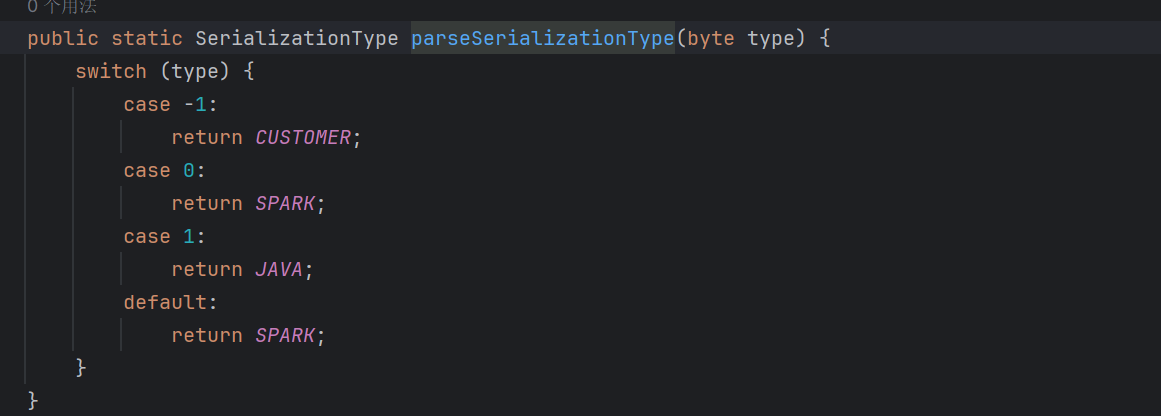 0 个用法
public static SerializationType parseSerializationType(byte type) {
    switch (type) {
        case -1:
            return CUSTOMER;
        case 0:
            return SPARK;
        case 1:
            return JAVA;
        default:
            return SPARK;
    }
}